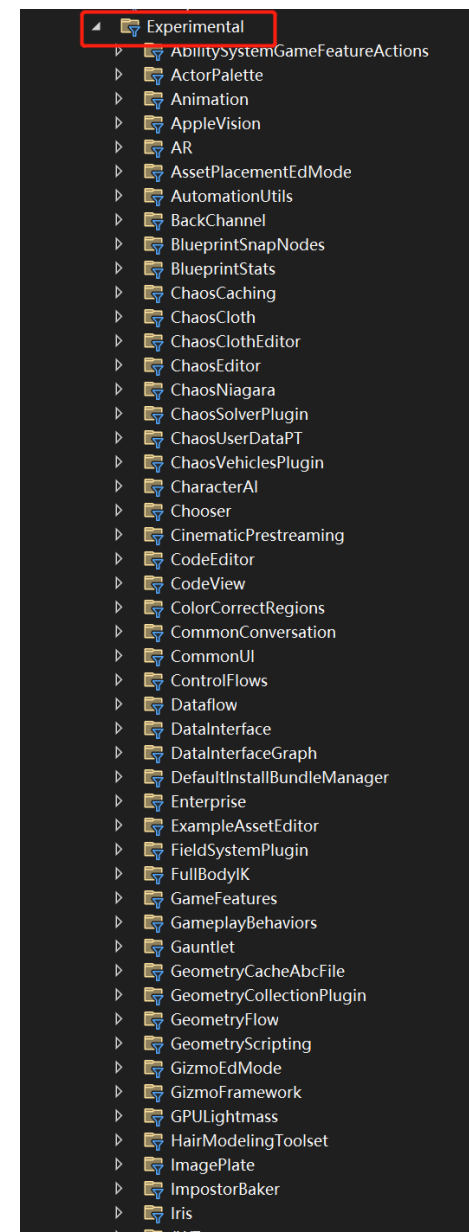 Experimental
AbilitySystemGameFeatureActions
ActorPalette
Animation
AppleVision
AR
AssetPlacementEdMode
AutomationUtils
BackChannel
BlueprintSnapNodes
BlueprintStats
ChaosCaching
ChaosCloth
ChaosClothEditor
ChaosEditor
ChaosNiagara
ChaosSolverPlugin
ChaosUserDataPT
ChaosVehiclesPlugin
CharacterAI
Chooser
CinematicPrestreaming
CodeEditor
CodeView
ColorCorrectRegions
CommonConversation
CommonUI
ControlFlows
Dataflow
DataInterface
DataInterfaceGraph
DefaultInstallBundleManager
Enterprise
ExampleAssetEditor
FieldSystemPlugin
FullBodyIK
GameFeatures
GameplayBehaviors
Gauntlet
GeometryCacheAbcFile
GeometryCollectionPlugin
GeometryFlow
GeometryScripting
GizmoEdMode
GizmoFramework
GPULightmass
HairModelingToolset
ImagePlate
ImpostorBaker
Iris